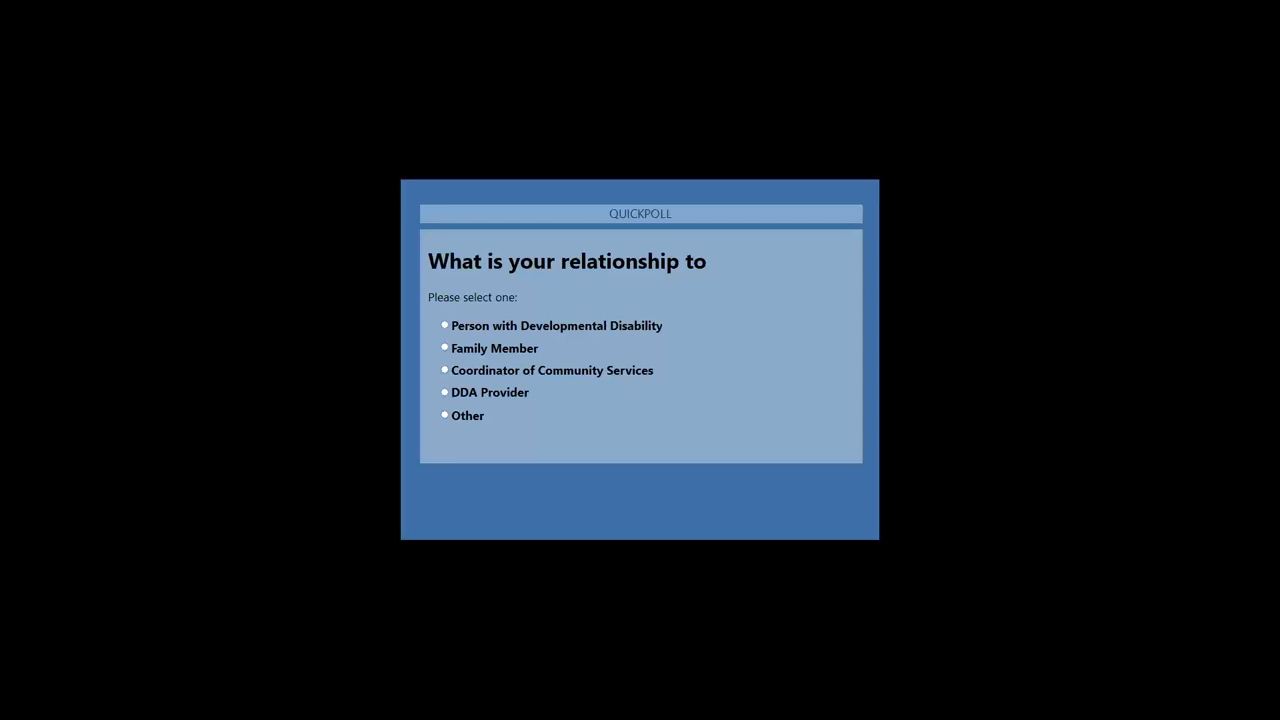 QUICKPOLL
What is your relationship to
Please select one:
Person with Developmental Disability
Family Member
Coordinator of Community Services
DDA Provider
Other